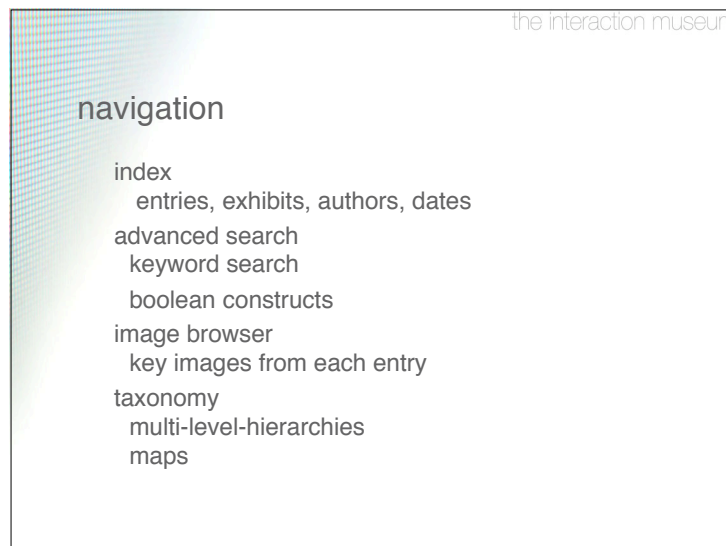 the interaction museum
navigation
index
entries, exhibits, authors, dates
advanced search
keyword search
boolean constructs
image browser
key images from each entry
taxonomy
multi-level-hierarchies
maps